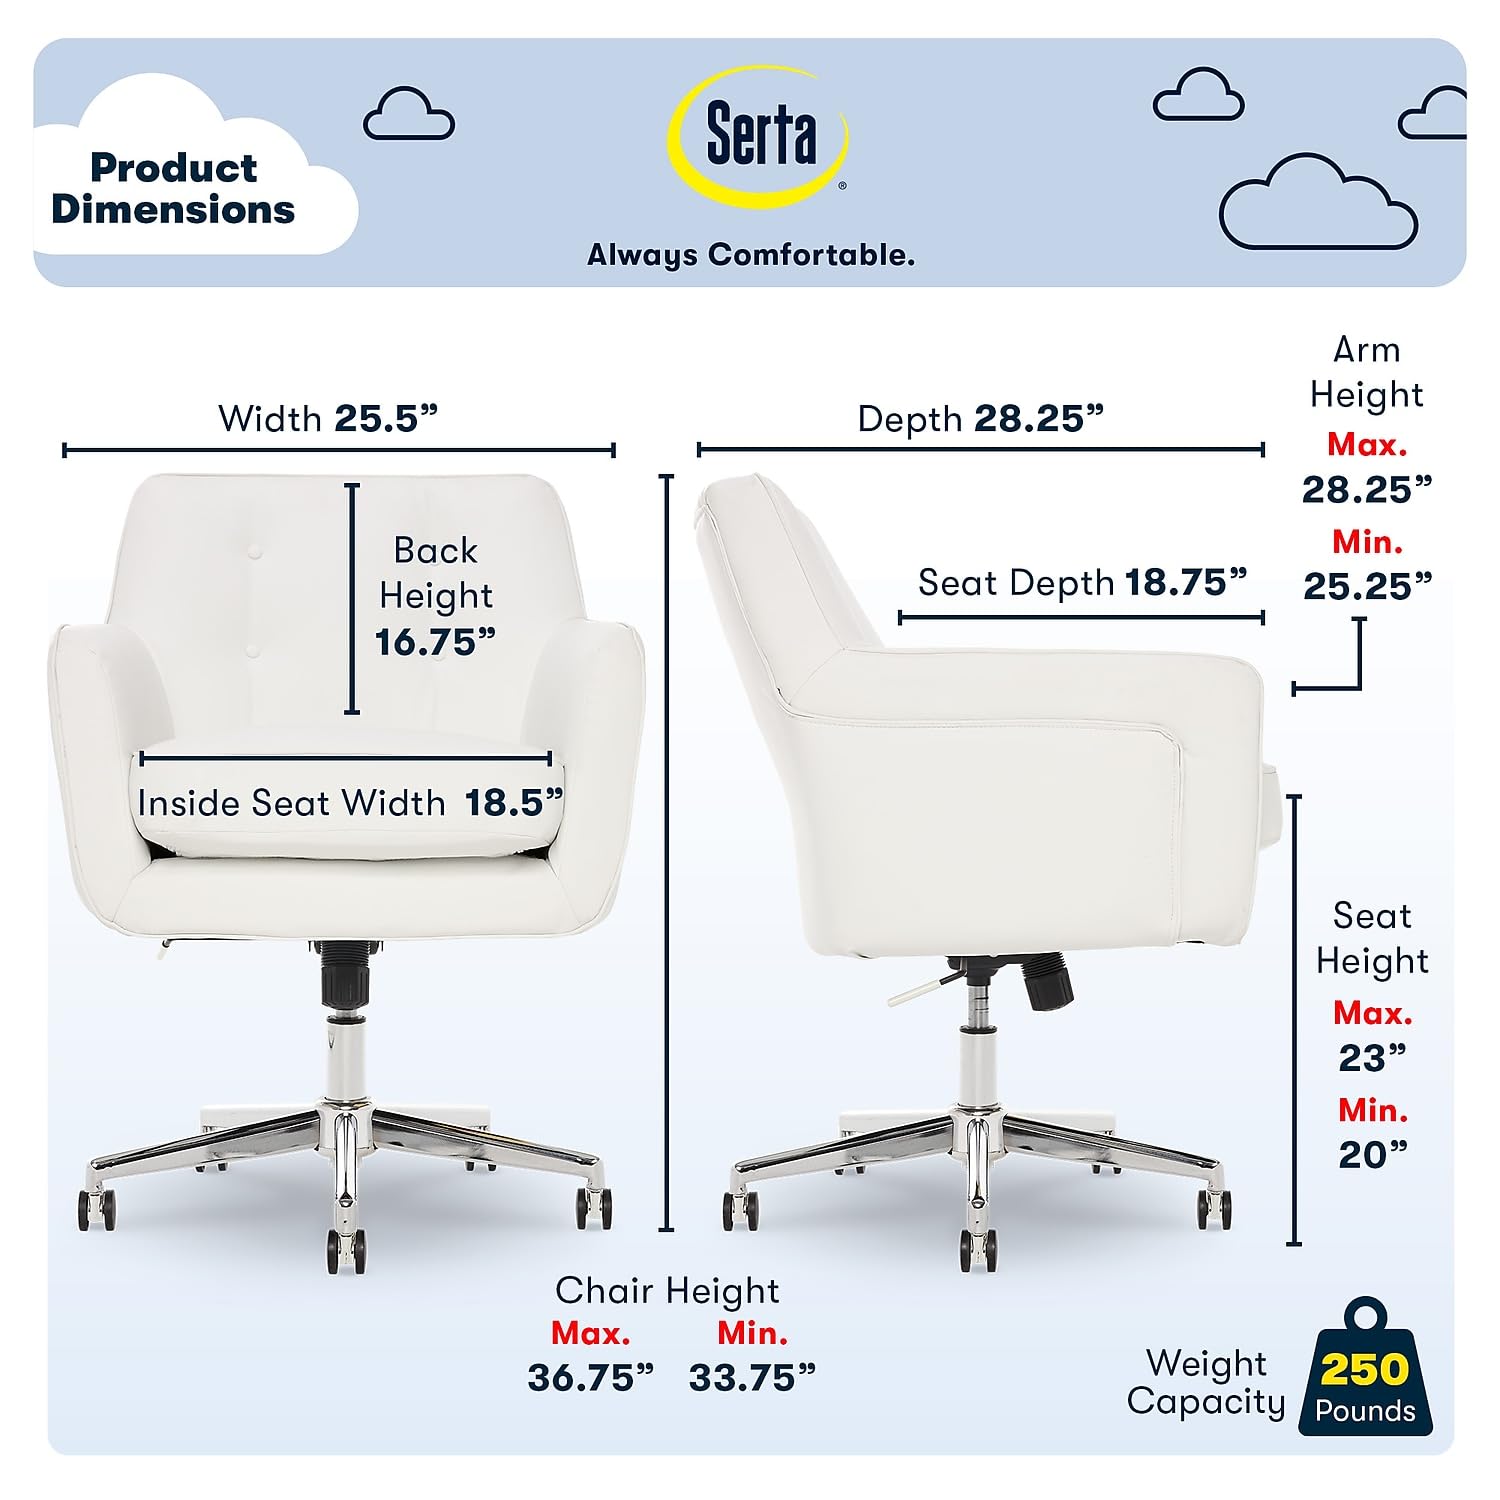 Product
Dimensions
Serta
®
Always Comfortable.
Width 25.5”
Depth 28.25”
Arm
Height
Max.
28.25”
Min.
25.25”
Back
Height
16.75”
Seat Depth 18.75”
Inside Seat Width 18.5”
Seat
Height
Max.
23”
Min.
20”
Chair Height
Max. Min.
36.75” 33.75”
Weight
Capacity
250
Pounds